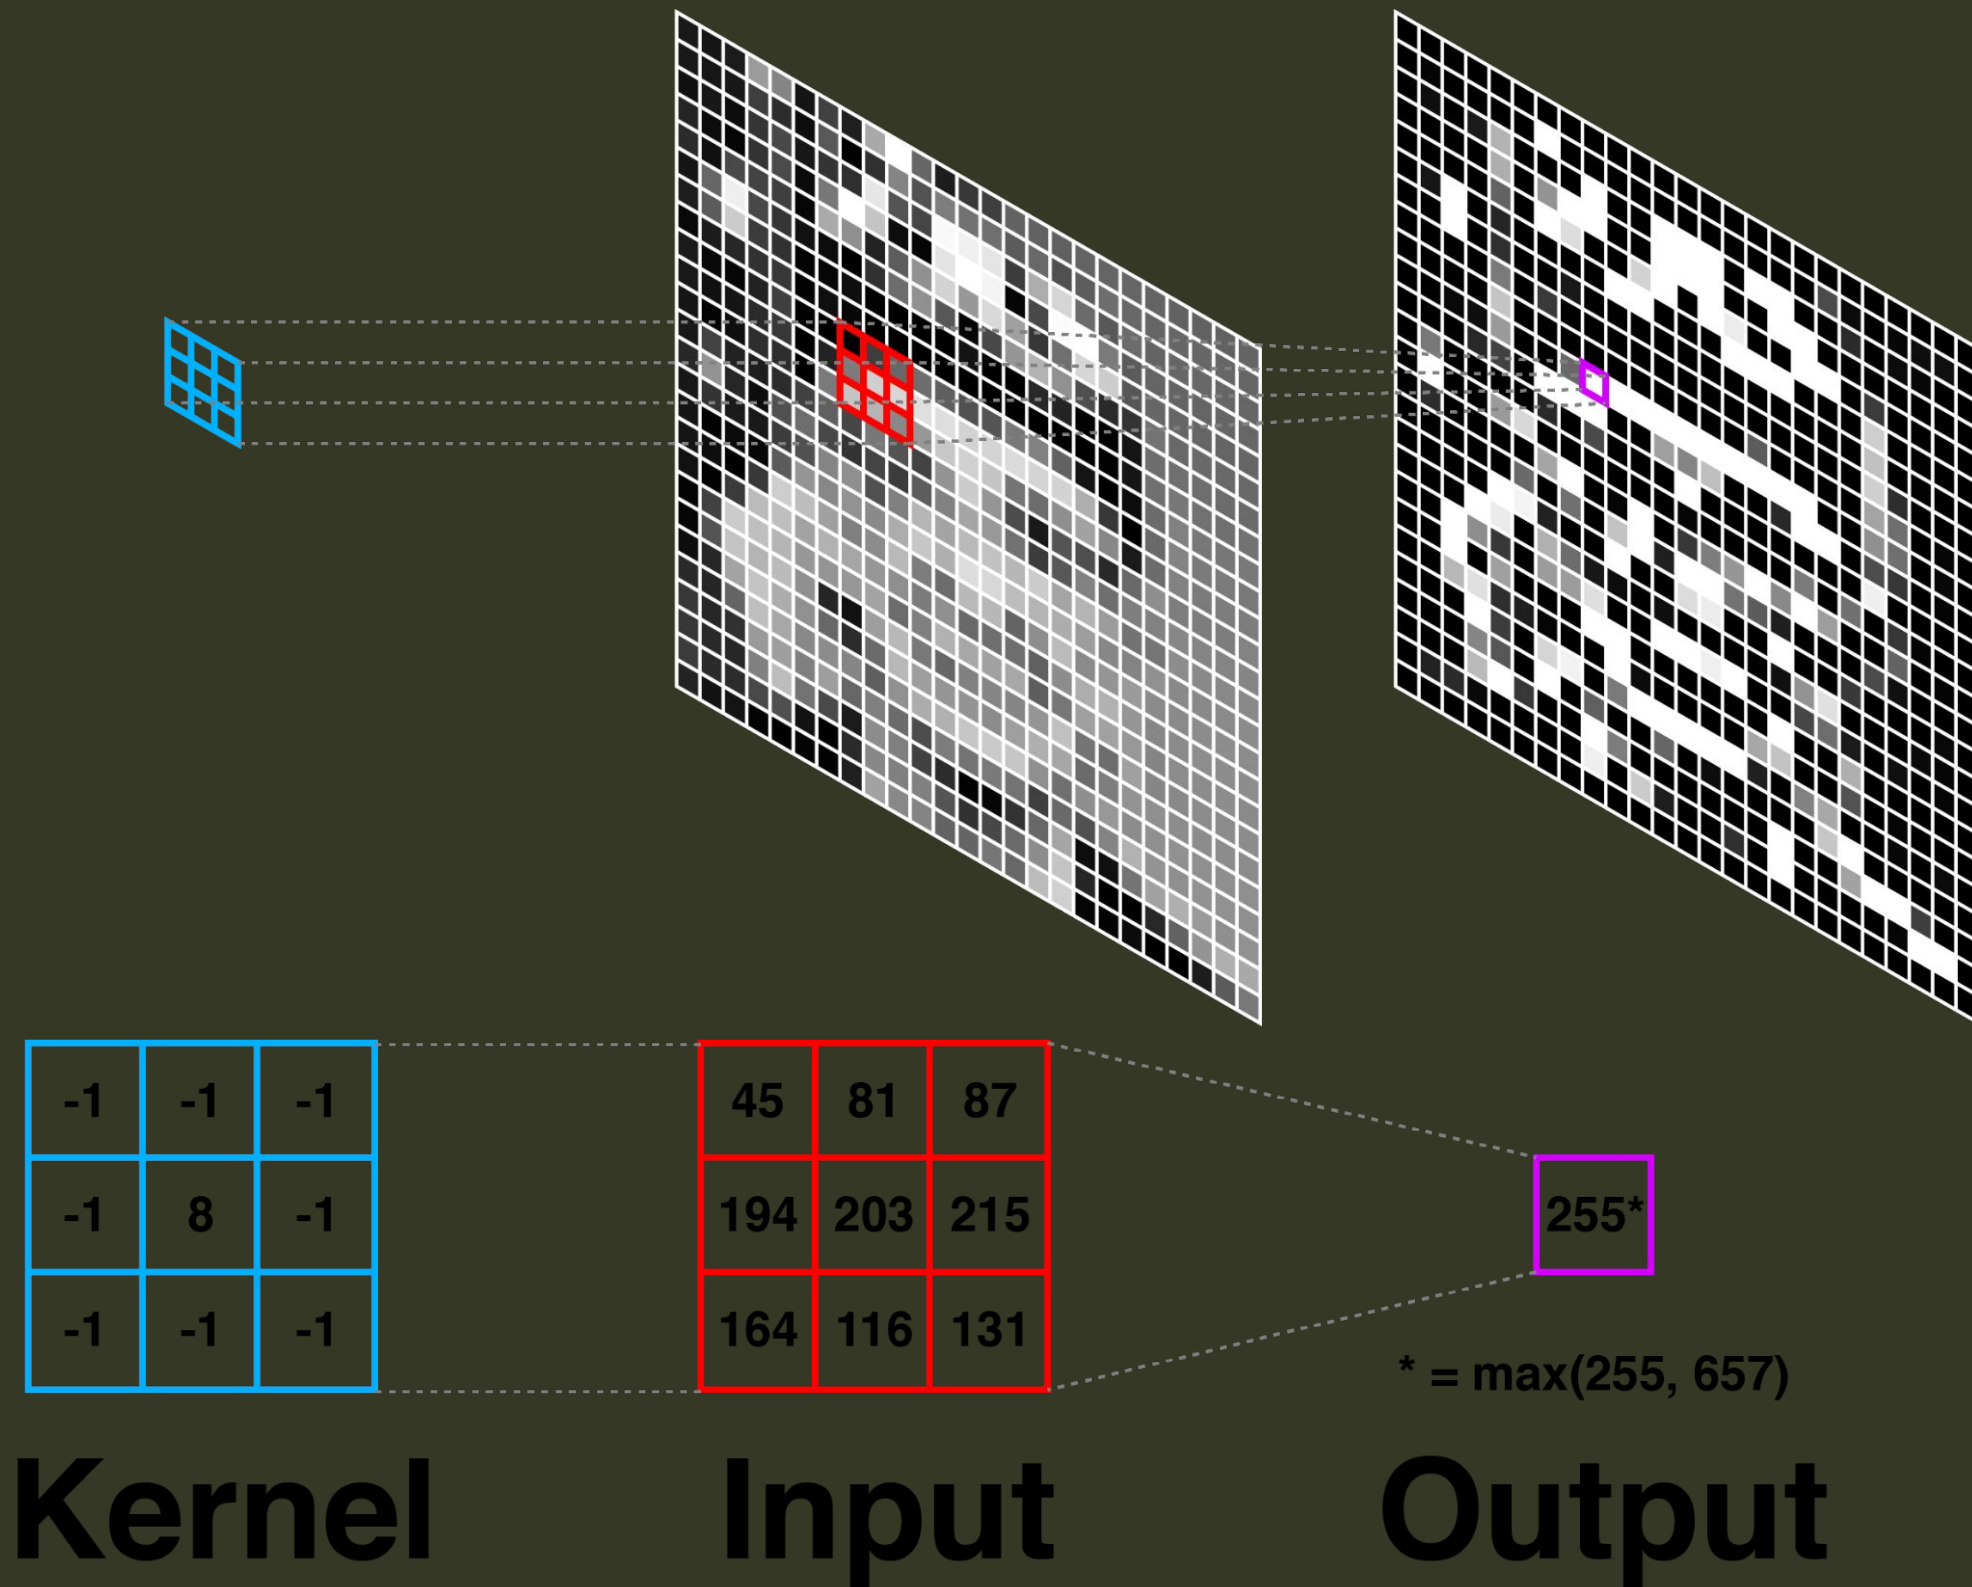 -1 -1 -1
-1 8 -1
-1 -1 -1
45 81 87
194 203 215
164 116 131
255*
* = max(255, 657)
Kernel
Input
Output